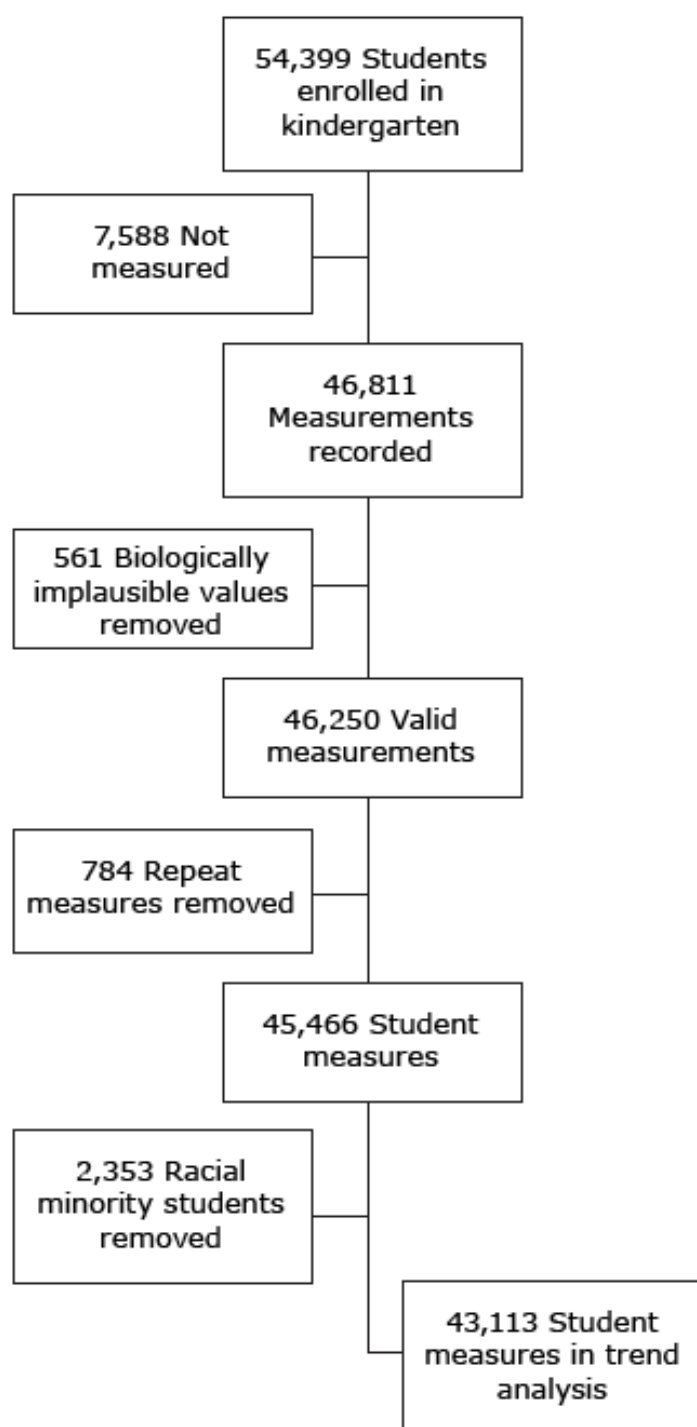 54,399 Students
enrolled in
kindergarten
7,588 Not
measured
46,811
Measurements
recorded
561 Biologically
implausible values
removed
46,250 Valid
measurements
784 Repeat
measures removed
45,466 Student
measures
2,353 Racial
minority students
removed
43,113 Student
measures in trend
analysis